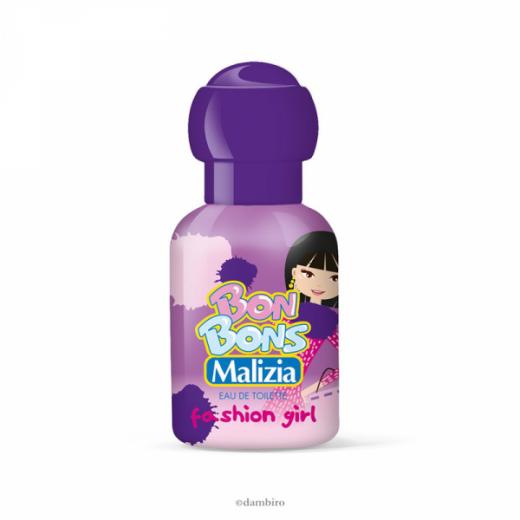 BON
BONS
Malizia
EAU DE TOILETTE
fashion girl
©dambiro